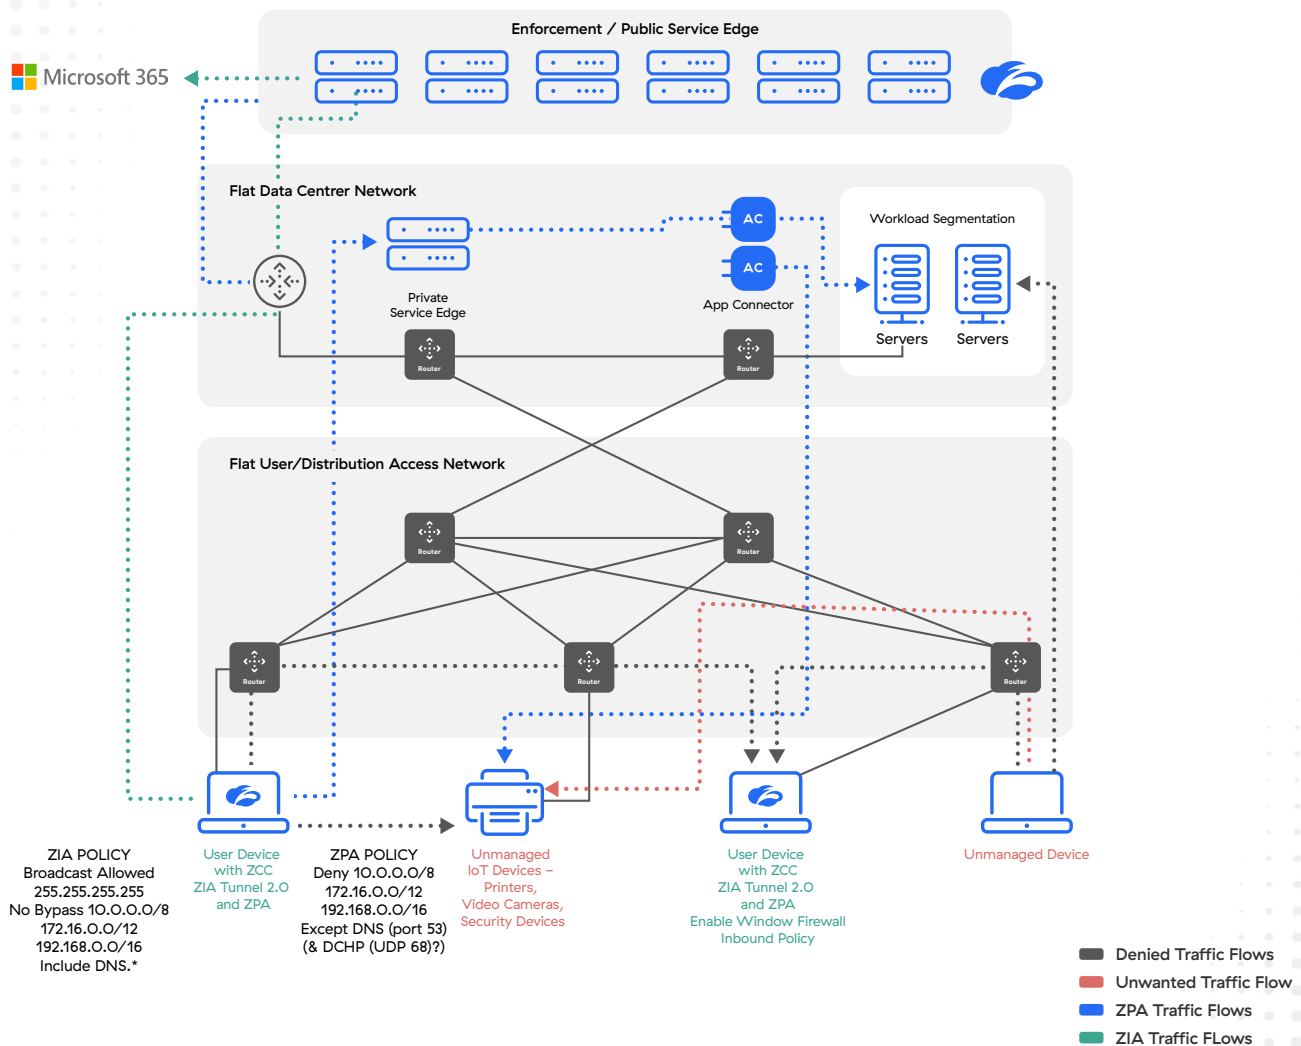 Enforcement / Public Service Edge
Microsoft 365
Flat Data Centrer Network
Workload Segmentation
AC
AC
Private
Service Edge
App Connector
Servers
Servers
Router
Router
Flat User/Distribution Access Network
Router
Router
Router
Router
Router
ZIA POLICY
Broadcast Allowed
255.255.255.255
No Bypass 10.0.0.0/8
172.16.0.0/12
192.168.0.0/16
Include DNS.*
User Device
with ZCC
ZIA Tunnel 2.0
and ZPA
ZPA POLICY
Deny 10.0.0.0/8
172.16.0.0/12
192.168.0.0/16
Except DNS (port 53)
(& DCHP (UDP 68)?)
Unmanaged
IoT Devices –
Printers,
Video Cameras,
Security Devices
User Device
with ZCC
ZIA Tunnel 2.0
and ZPA
Enable Window Firewall
Inbound Policy
Unmanaged Device
Denied Traffic Flows
Unwanted Traffic Flow
ZPA Traffic Flows
ZIA Traffic FLows